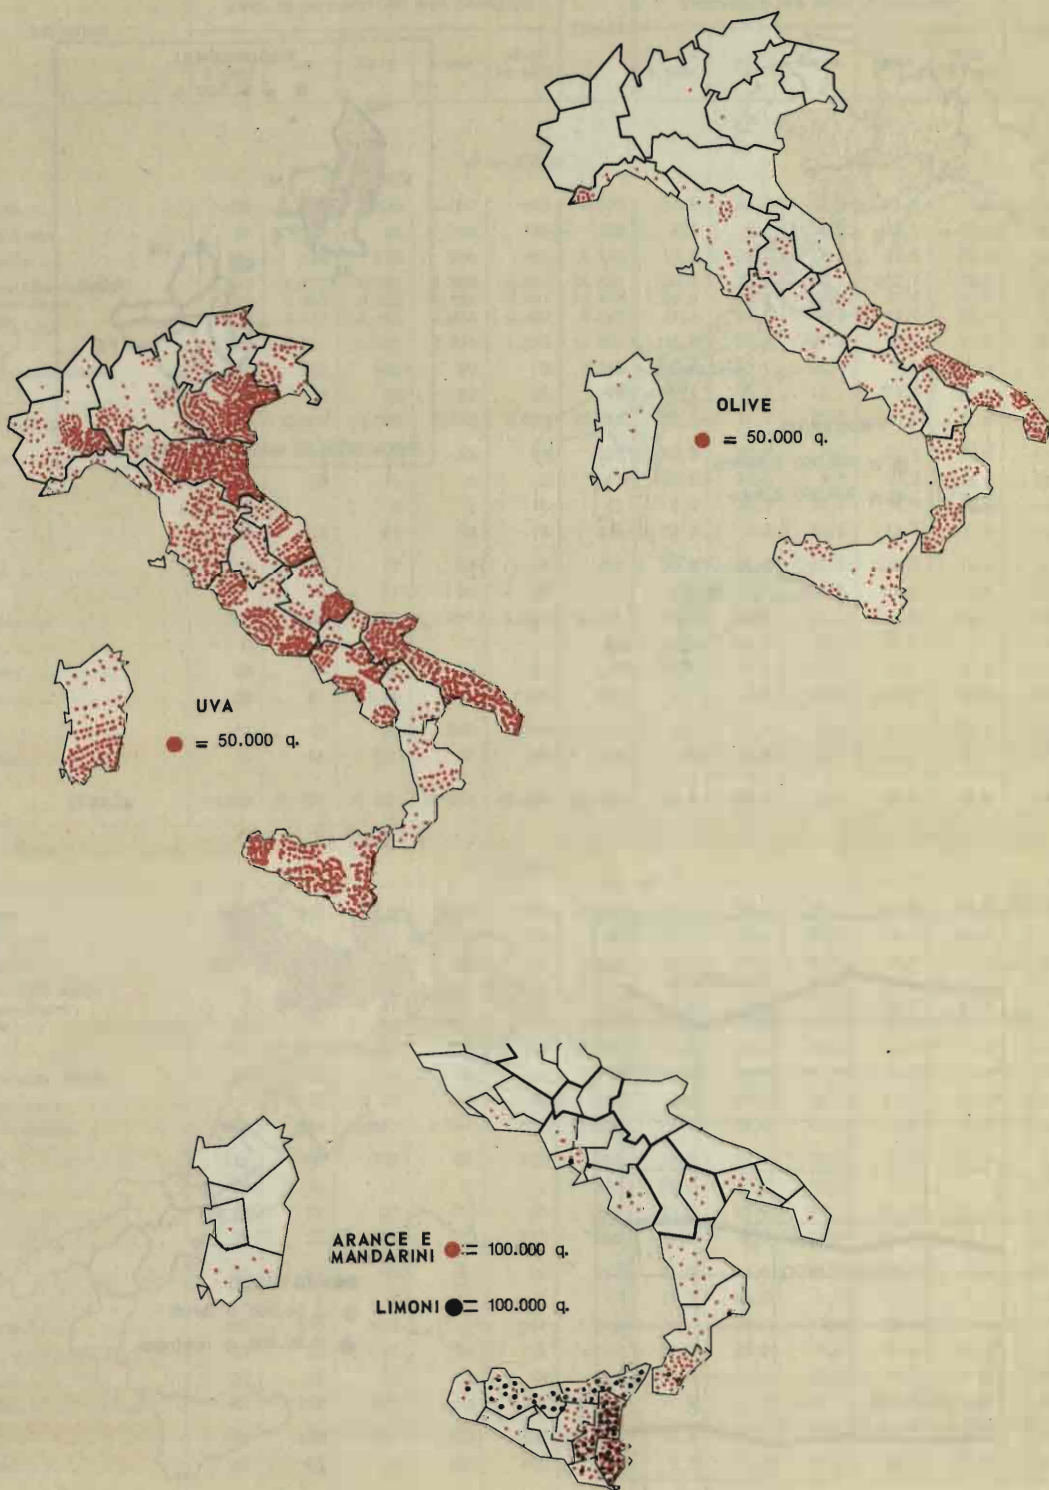 OLIVE
= 50.000 q.
UVA
= 50.000 q.
ARANCE E
MANDARINI = 100.000 q.
LIMONI = 100.000 q.